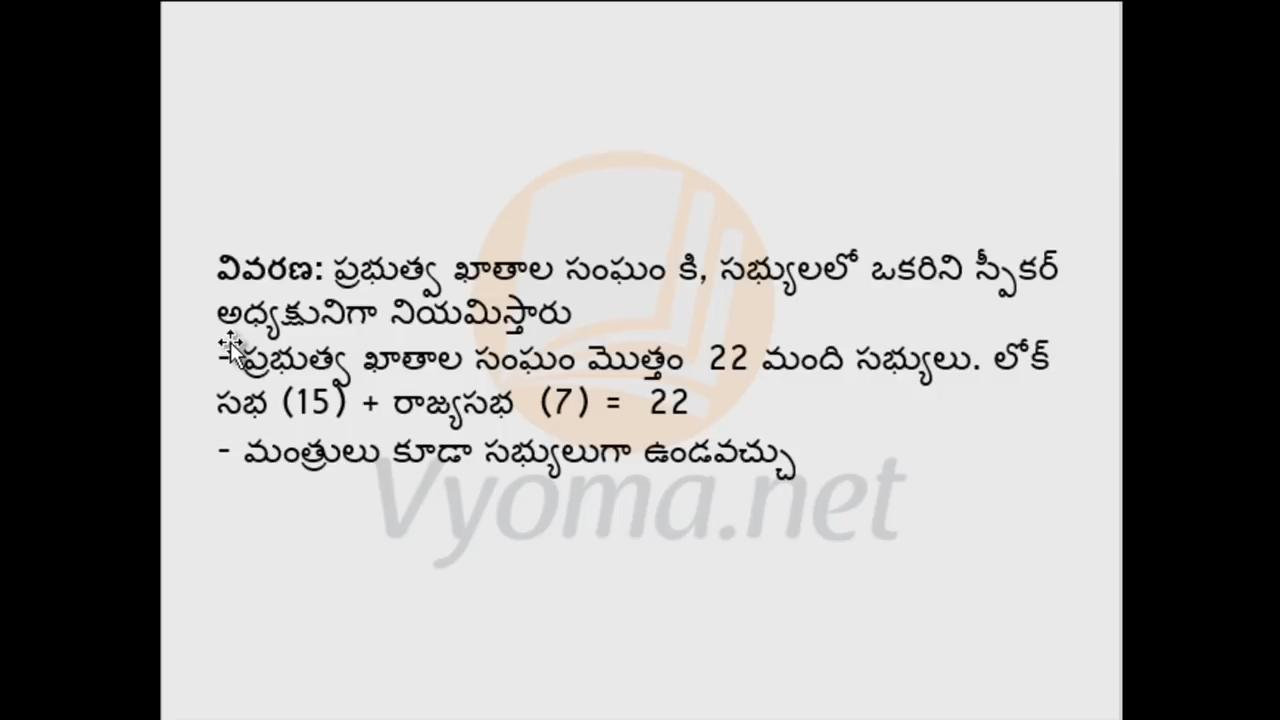 వివరణ: ప్రభుత్వ ఖాతాల సంఘం కి, సభ్యులలో ఒకరిని స్పీకర్
అధ్యక్షునిగా నియమిస్తారు
- ప్రభుత్వ ఖాతాల సంఘం మొత్తం 22 మంది సభ్యులు. లోక్
సభ (15) + రాజ్యసభ (7) = 22
- మంత్రులు కూడా సభ్యులుగా ఉండవచ్చు
Vyoma.net